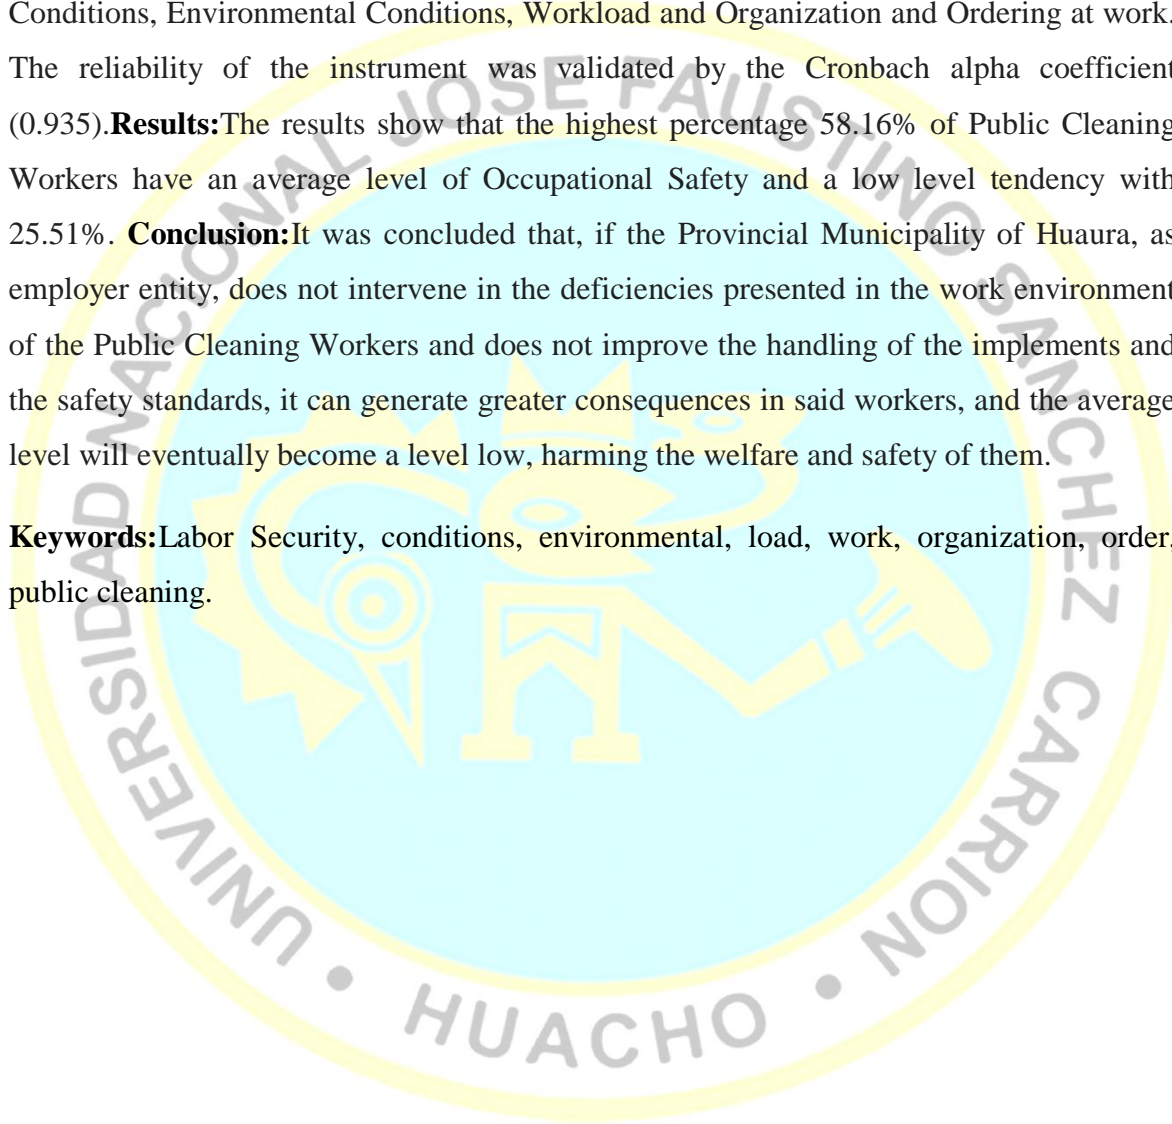 Conditions, Environmental Conditions, Workload and Organization and Ordering at work.
The reliability of the instrument was validated by the Cronbach alpha coefficient
(0.935).Results:The results show that the highest percentage 58.16% of Public Cleaning
Workers have an average level of Occupational Safety and a low level tendency with
25.51%. Conclusion:It was concluded that, if the Provincial Municipality of Huaura, as
employer entity, does not intervene in the deficiencies presented in the work environment
of the Public Cleaning Workers and does not improve the handling of the implements and
the safety standards, it can generate greater consequences in said workers, and the average
level will eventually become a level low, harming the welfare and safety of them.
Keywords:Labor Security, conditions, environmental, load, work, organization, order,
public cleaning.
UNIVERSIDAD NACIONAL JOSE FAUSTINO SANCHEZ CARRION
• HUACHO •